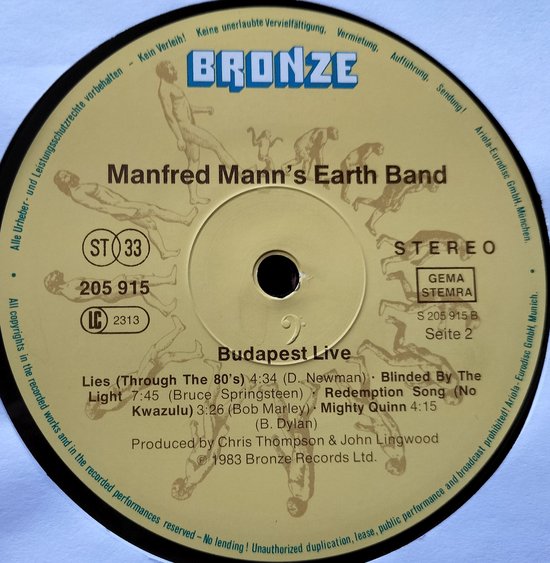 Alle Urheber- und Leistungsschutzrechte vorbehalten – Kein Verleih! Keine unerlaubte Vervielfältigung, Vermietung, Aufführung, Sendung! Ariola-Eurodisc GmbH, München.
BRONZE
Manfred Mann's Earth Band
ST 33
205 915
LC 2313
STEREO
GEMA
STEMRA
S 205 915 B
Seite 2
Budapest Live
Lies (Through The 80's) 4:34 (D. Newman) · Blinded By The
Light 7:45 (Bruce Springsteen) · Redemption Song (No
Kwazulu) 3:26 (Bob Marley) · Mighty Quinn 4:15
(B. Dylan)
Produced by Chris Thompson & John Lingwood
℗ 1983 Bronze Records Ltd.
All copyrights in the recorded works and in the recorded performances reserved – No lending! Unauthorized duplication, lease, public performance and broadcast prohibited! Ariola-Eurodisc GmbH, Munich.